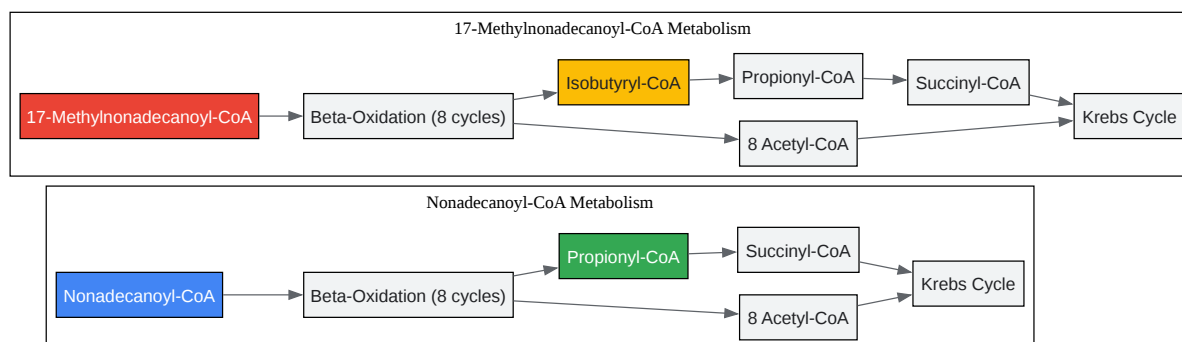 17-Methylnonadecanoyl-CoA Metabolism
Isobutyryl-CoA
Propionyl-CoA
Succinyl-CoA
17-Methylnonadecanoyl-CoA
Beta-Oxidation (8 cycles)
8 Acetyl-CoA
Krebs Cycle
Nonadecanoyl-CoA Metabolism
Propionyl-CoA
Succinyl-CoA
Nonadecanoyl-CoA
Beta-Oxidation (8 cycles)
8 Acetyl-CoA
Krebs Cycle